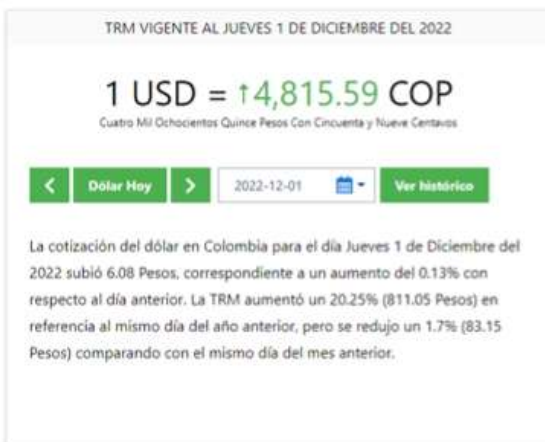 TRM VIGENTE AL JUEVES 1 DE DICIEMBRE DEL 2022
1 USD = ↑4,815.59 COP
Cuatro Mil Ochocientos Quince Pesos Con Cincuenta y Nueve Centavos
Dólar Hoy 2022-12-01 Ver histórico
La cotización del dólar en Colombia para el día Jueves 1 de Diciembre del
2022 subió 6.08 Pesos, correspondiente a un aumento del 0.13% con
respecto al día anterior. La TRM aumentó un 20.25% (811.05 Pesos) en
referencia al mismo día del año anterior, pero se redujo un 1.7% (83.15
Pesos) comparando con el mismo día del mes anterior.